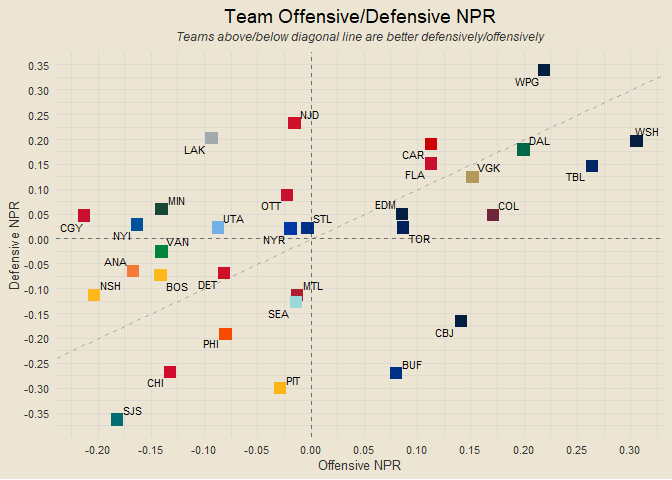 Team Offensive/Defensive NPR
Teams above/below diagonal line are better defensively/offensively
0.35
WPG
0.30
0.25
NJD
0.20
LAK
CAR
DAL
WSH
0.15
FLA
VGK
TBL
0.10
OTT
0.05
CGY
MIN
NYI
UTA
STL
EDM
COL
0.00
VAN
NYR
TOR
-0.05
ANA
DET
BOS
-0.10
NSH
MTL
-0.15
SEA
CBJ
-0.20
PHI
-0.25
CHI
BUF
-0.30
PIT
-0.35
SJS
Defensive NPR
-0.20 -0.15 -0.10 -0.05 0.00 0.05 0.10 0.15 0.20 0.25 0.30
Offensive NPR